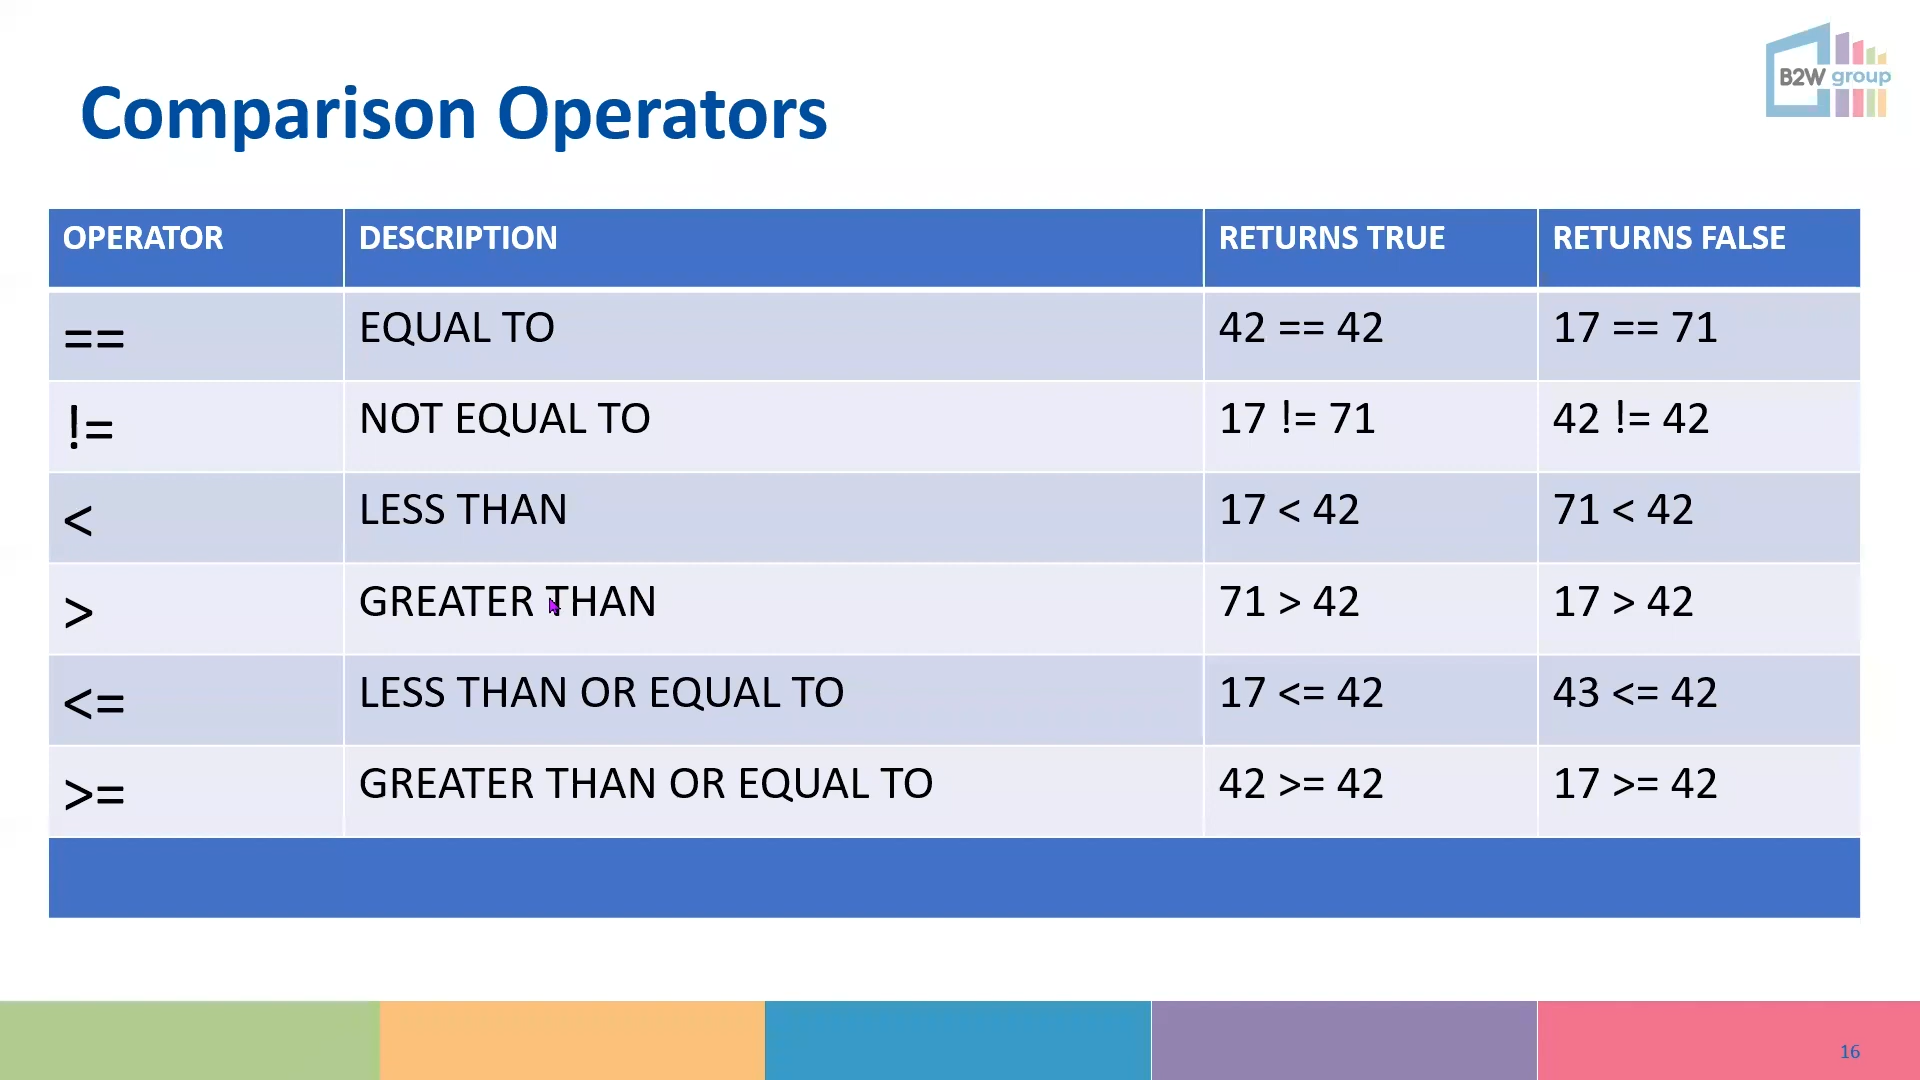 B2W group
Comparison Operators
OPERATOR DESCRIPTION RETURNS TRUE RETURNS FALSE
== EQUAL TO 42 == 42 17 == 71
!= NOT EQUAL TO 17 != 71 42 != 42
< LESS THAN 17 < 42 71 < 42
> GREATER THAN 71 > 42 17 > 42
<= LESS THAN OR EQUAL TO 17 <= 42 43 <= 42
>= GREATER THAN OR EQUAL TO 42 >= 42 17 >= 42
16